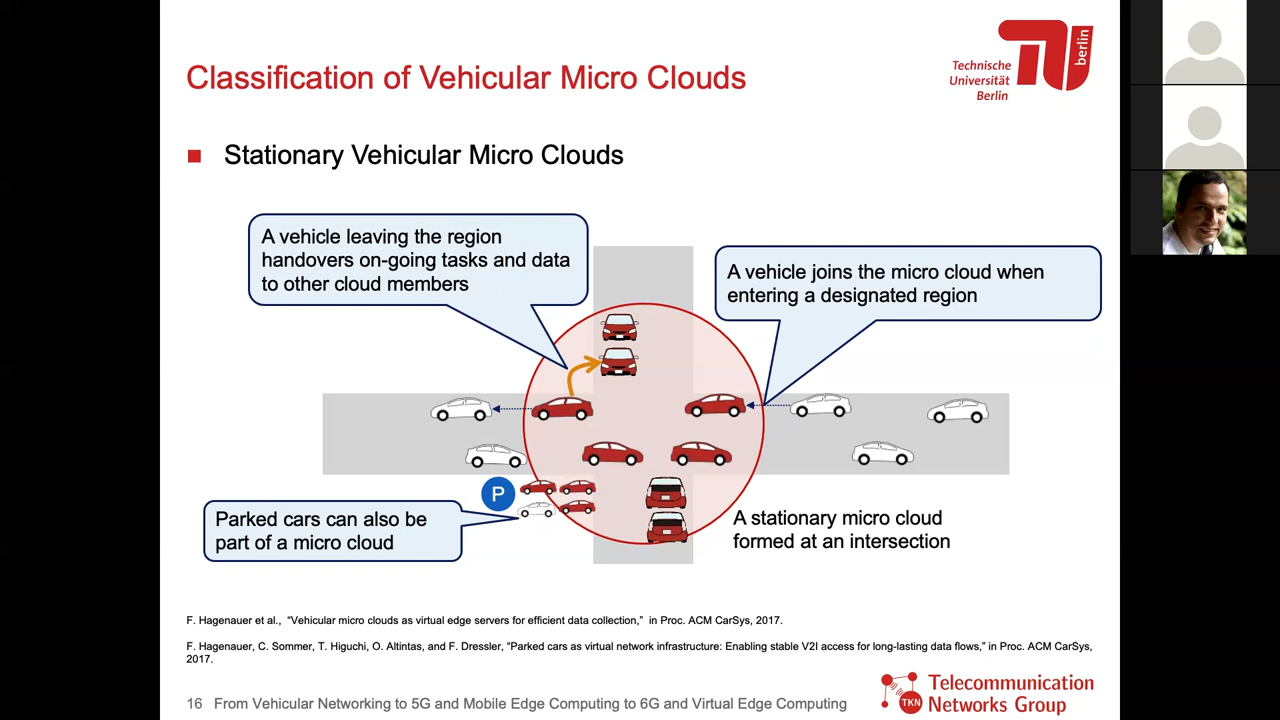 Classification of Vehicular Micro Clouds
Technische
Universität
Berlin
berlin
Stationary Vehicular Micro Clouds
A vehicle leaving the region
handovers on-going tasks and data
to other cloud members
A vehicle joins the micro cloud when
entering a designated region
P
Parked cars can also be
part of a micro cloud
A stationary micro cloud
formed at an intersection
F. Hagenauer et al., “Vehicular micro clouds as virtual edge servers for efficient data collection,” in Proc. ACM CarSys, 2017.
F. Hagenauer, C. Sommer, T. Higuchi, O. Altintas, and F. Dressler, “Parked cars as virtual network infrastructure: Enabling stable V2I access for long-lasting data flows,” in Proc. ACM CarSys,
2017.
16 From Vehicular Networking to 5G and Mobile Edge Computing to 6G and Virtual Edge Computing
TKN
Telecommunication
Networks Group